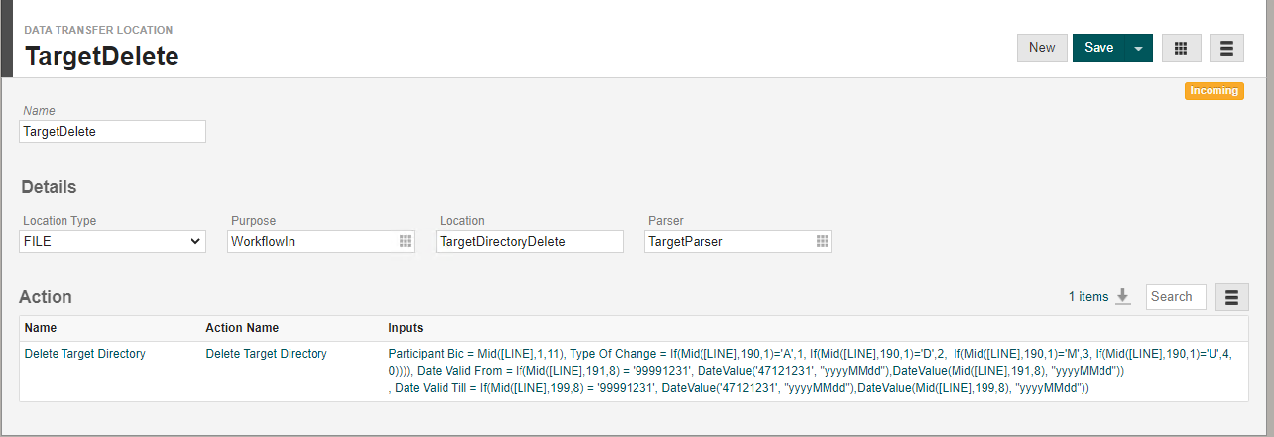 DATA TRANSFER LOCATION
TargetDelete
New
Save
Incoming
Name
TargetDelete
Details
Location Type
Purpose
Location
Parser
FILE
WorkflowIn
TargetDirectoryDelete
TargetParser
Action
1 items
Search
Name
Action Name
Inputs
Delete Target Directory
Delete Target Directory
Participant Bic = Mid([LINE],1,11), Type Of Change = If(Mid([LINE],190,1)='A',1, If(Mid([LINE],190,1)='D',2, If(Mid([LINE],190,1)='M',3, If(Mid([LINE],190,1)='U',4,
0)))), Date Valid From = If(Mid([LINE],191,8) = '99991231', DateValue('47121231', "yyyyMMdd"),DateValue(Mid([LINE],191,8), "yyyyMMdd"))
, Date Valid Till = If(Mid([LINE],199,8) = '99991231', DateValue('47121231', "yyyyMMdd"),DateValue(Mid([LINE],199,8), "yyyyMMdd"))